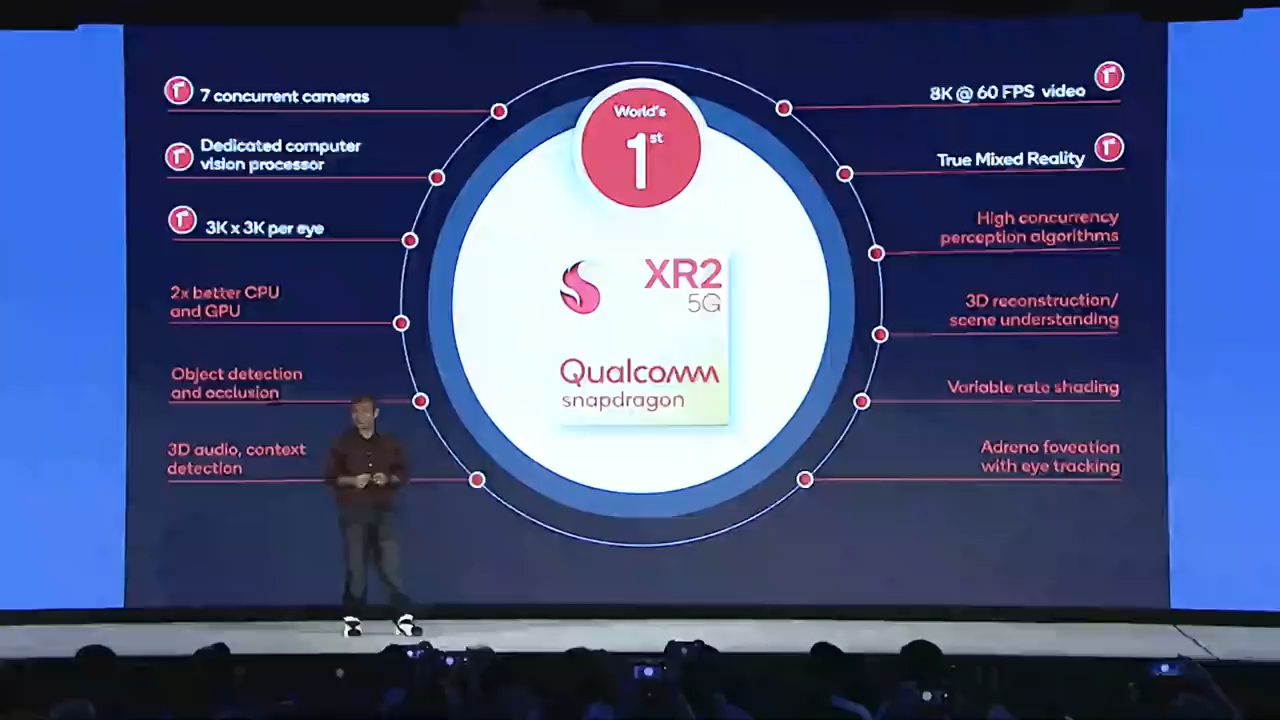 7 concurrent cameras
Dedicated computer
vision processor
3K x 3K per eye
2x better CPU
and GPU
Object detection
and occlusion
3D audio, context
detection
World's
1st
XR2
5G
Qualcomm
snapdragon
8K @ 60 FPS video
True Mixed Reality
High concurrency
perception algorithms
3D reconstruction/
scene understanding
Variable rate shading
Adreno foveation
with eye tracking